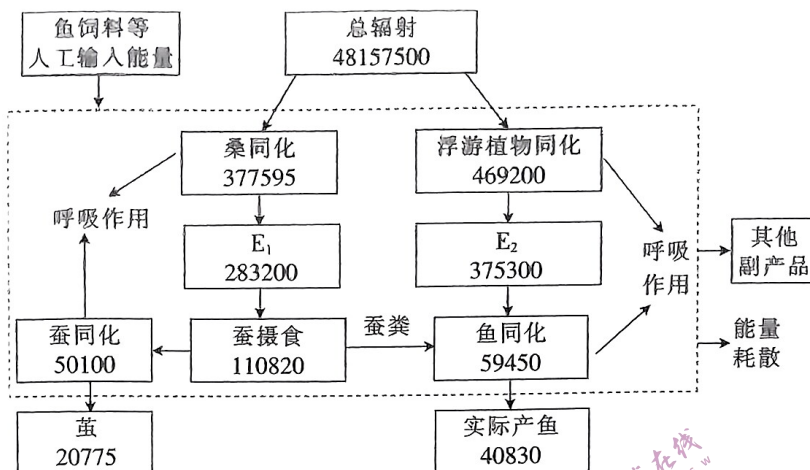 鱼饲料等
人工输入能量
总辐射
48157500
桑同化
377595
浮游植物同化
469200
呼吸作用
E₁
283200
E₂
375300
呼吸
作用
其他
副产品
蚕同化
50100
蚕摄食
110820
蚕粪
鱼同化
59450
能量
耗散
茧
20775
实际产鱼
40830
在线